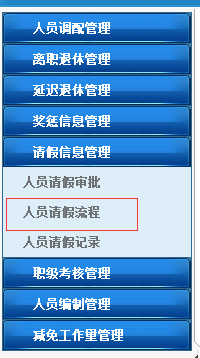 人员调配管理
离职退休管理
延迟退休管理
奖惩信息管理
请假信息管理
人员请假审批
人员请假流程
人员请假记录
职级考核管理
人员编制管理
减免工作量管理